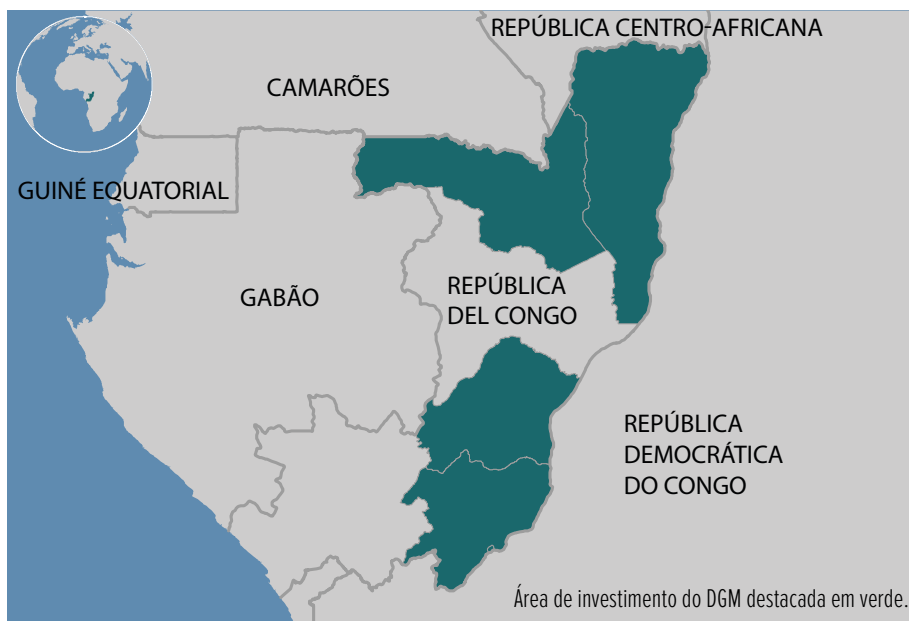 REPÚBLICA CENTRO-AFRICANA
CAMARÕES
GUINÉ EQUATORIAL
GABÃO
REPÚBLICA
DEL CONGO
REPÚBLICA
DEMOCRÁTICA
DO CONGO
Área de investimento do DGM destacada em verde.